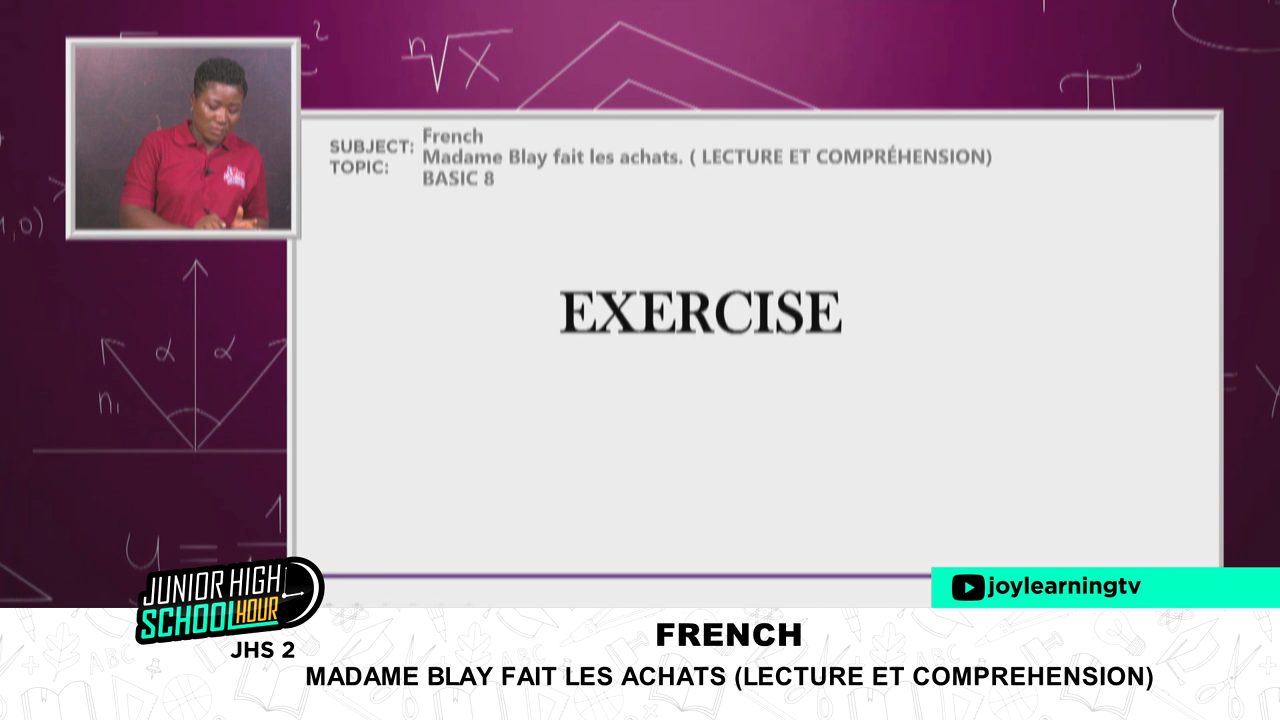 n√X
π
α α
n₁
SUBJECT: French
TOPIC: Madame Blay fait les achats. ( LECTURE ET COMPRÉHENSION)
BASIC 8
EXERCISE
y =
JUNIOR HIGH
SCHOOL HOUR
JHS 2
joylearningtv
FRENCH
MADAME BLAY FAIT LES ACHATS (LECTURE ET COMPREHENSION)